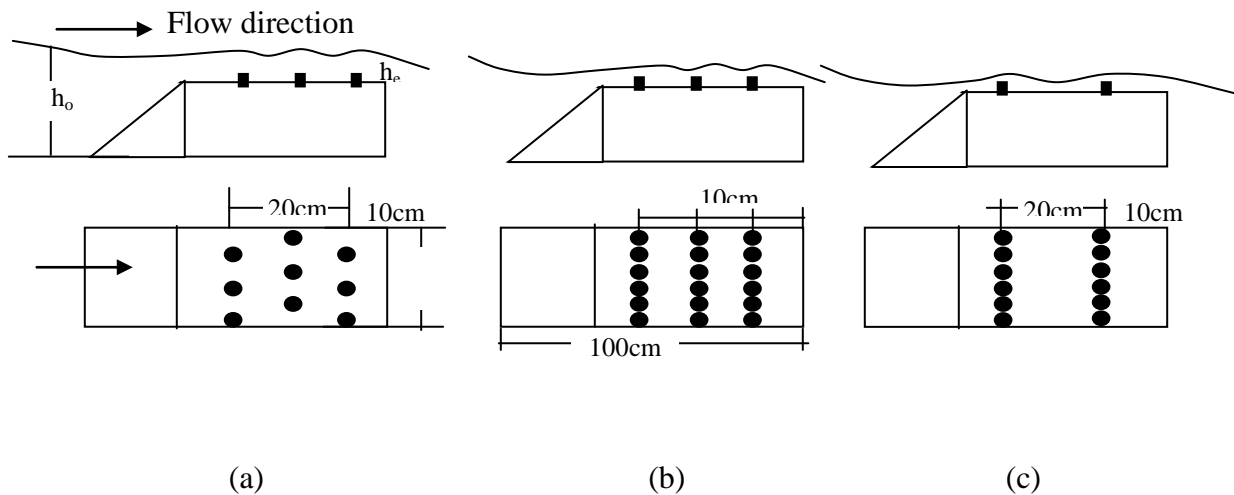 Flow direction
hₒ
hₑ
20cm
10cm
10cm
100cm
20cm
10cm
(a)
(b)
(c)